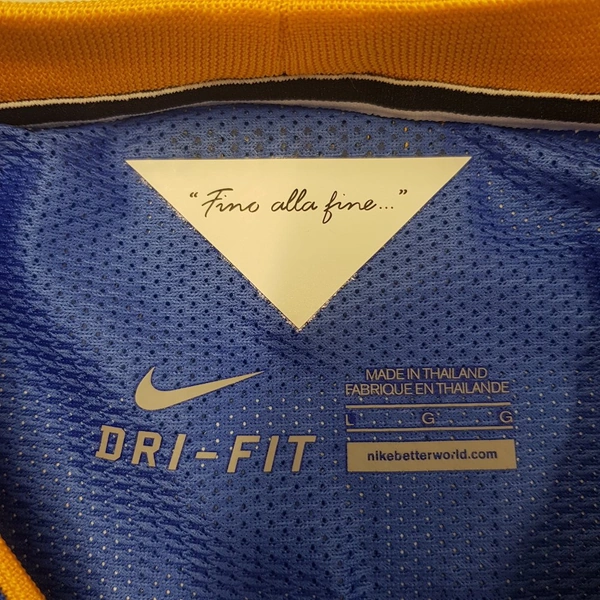 “Fino alla fine...”
DRI-FIT
MADE IN THAILAND
FABRIQUE EN THAILANDE
L G G
nikebetterworld.com